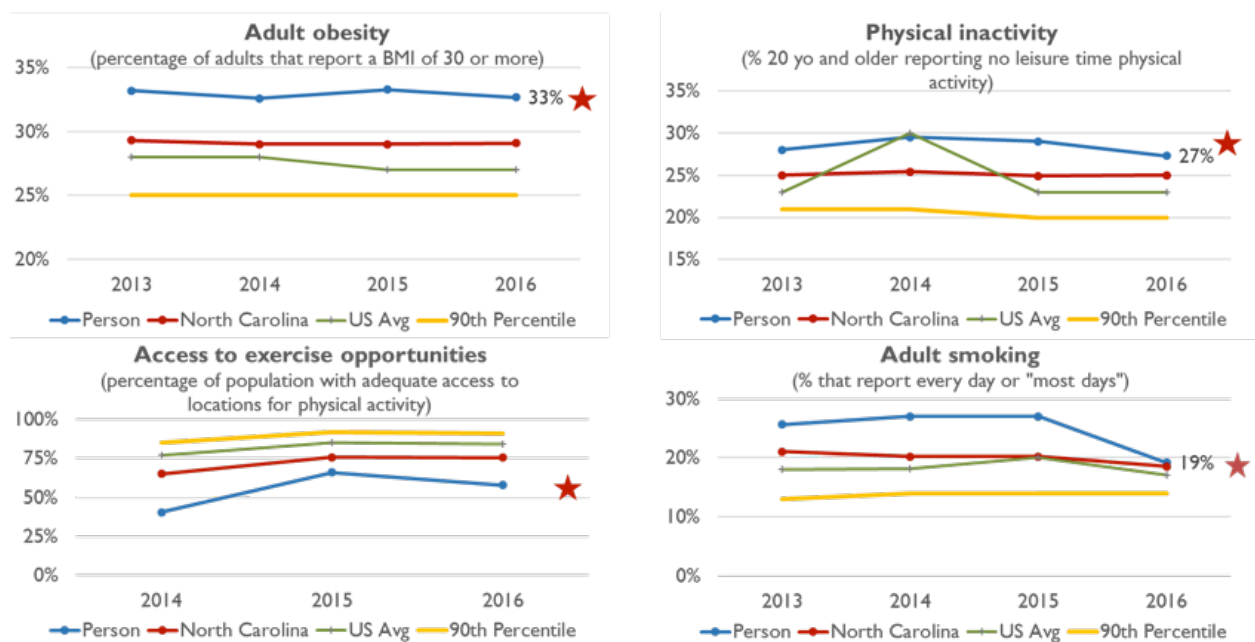 Adult obesity
(percentage of adults that report a BMI of 30 or more)
35%
33%
30%
25%
20%
2013 2014 2015 2016
Person North Carolina US Avg 90th Percentile
Physical inactivity
(% 20 yo and older reporting no leisure time physical
activity)
35%
30%
27%
25%
20%
15%
2013 2014 2015 2016
Person North Carolina US Avg 90th Percentile
Access to exercise opportunities
(percentage of population with adequate access to
locations for physical activity)
100%
75%
50%
25%
0%
2014 2015 2016
Person North Carolina US Avg 90th Percentile
Adult smoking
(% that report every day or "most days")
30%
20%
19%
10%
0%
2013 2014 2015 2016
Person North Carolina US Avg 90th Percentile